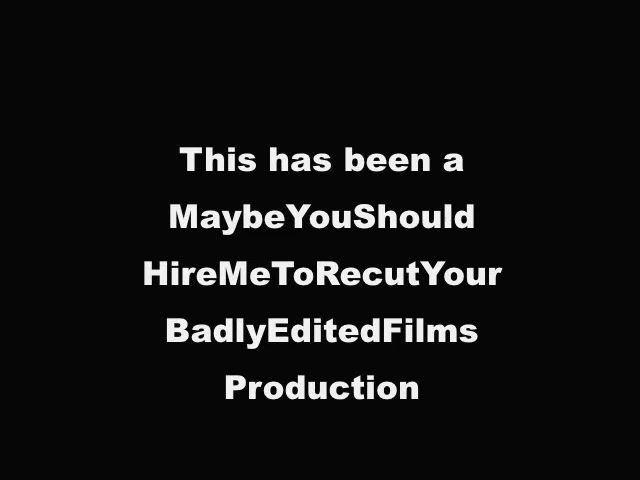 This has been a
MaybeYouShould
HireMeToRecutYour
BadlyEditedFilms
Production